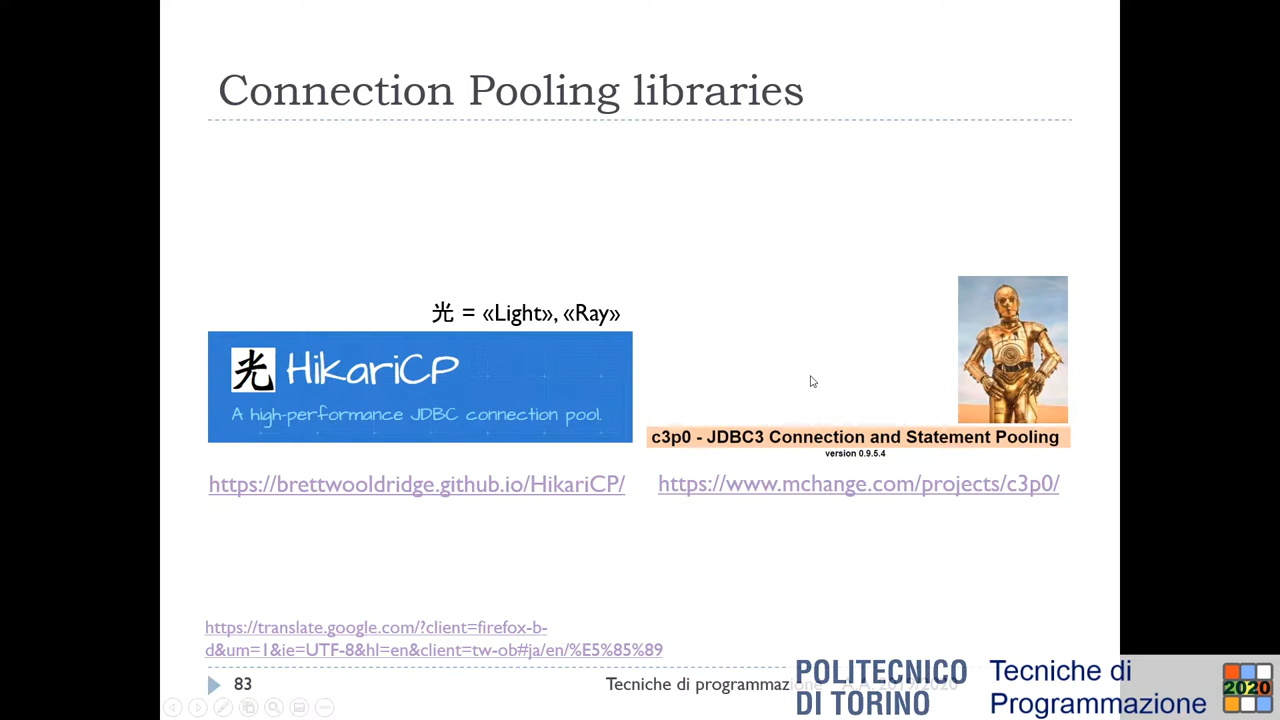 Connection Pooling libraries
光 = «Light», «Ray»
光 HikariCP
A high-performance JDBC connection pool.
https://brettwooldridge.github.io/HikariCP/
c3p0 - JDBC3 Connection and Statement Pooling
version 0.9.5.4
https://www.mchange.com/projects/c3p0/
https://translate.google.com/?client=firefox-b-
d&um=1&ie=UTF-8&hl=en&client=tw-ob#ja/en/%E5%85%89
83
Tecniche di programmazione A.A. 2019/2020
POLITECNICO
DI TORINO
Tecniche di
Programmazione
2020